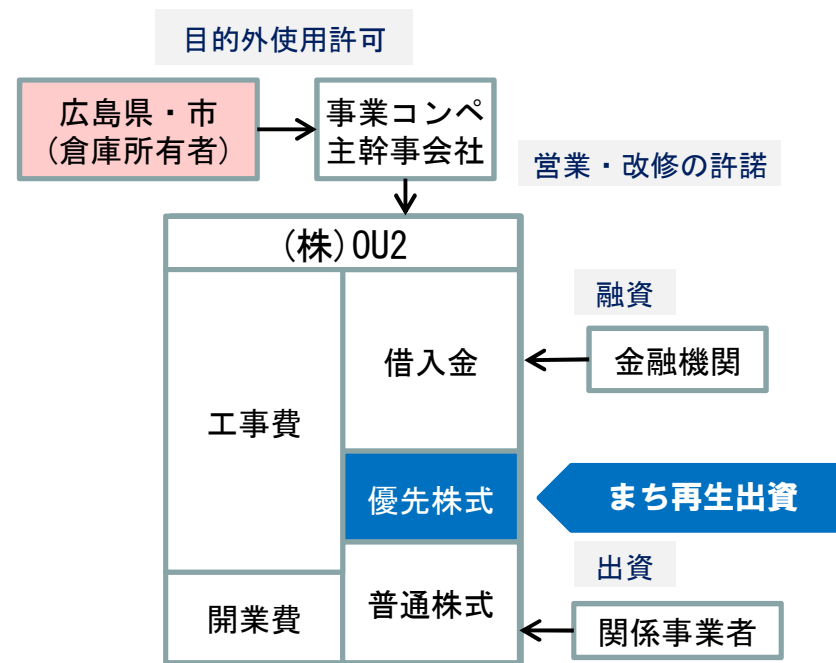 目的外使用許可
広島県・市
(倉庫所有者)
事業コンペ
主幹事会社
営業・改修の許諾
(株)OU2
融資
借入金
金融機関
工事費
優先株式
まち再生出資
出資
普通株式
開業費
関係事業者